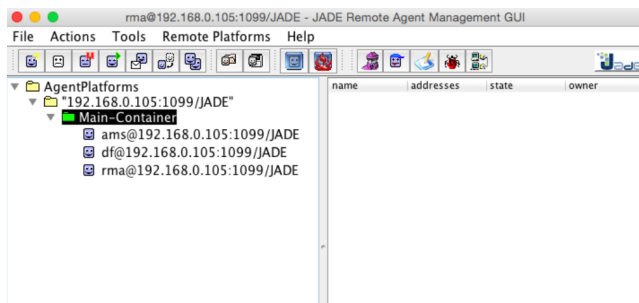 rma@192.168.0.105:1099/JADE - JADE Remote Agent Management GUI
File Actions Tools Remote Platforms Help
Jade
AgentPlatforms
"192.168.0.105:1099/JADE"
Main-Container
ams@192.168.0.105:1099/JADE
df@192.168.0.105:1099/JADE
rma@192.168.0.105:1099/JADE
name addresses state owner